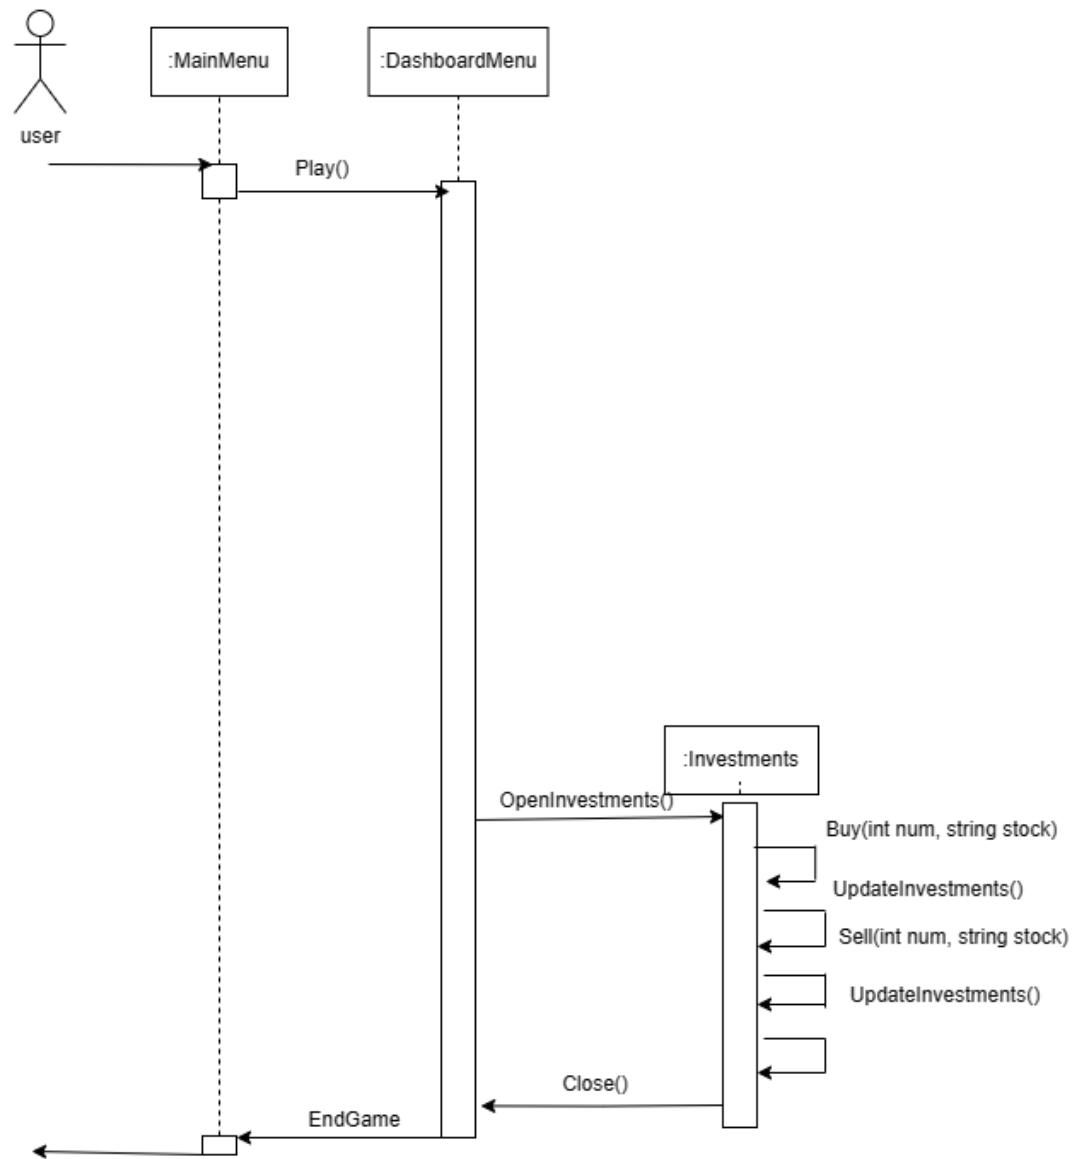 :MainMenu
:DashboardMenu
user
Play()
:Investments
OpenInvestments()
Buy(int num, string stock)
UpdateInvestments()
Sell(int num, string stock)
UpdateInvestments()
Close()
EndGame